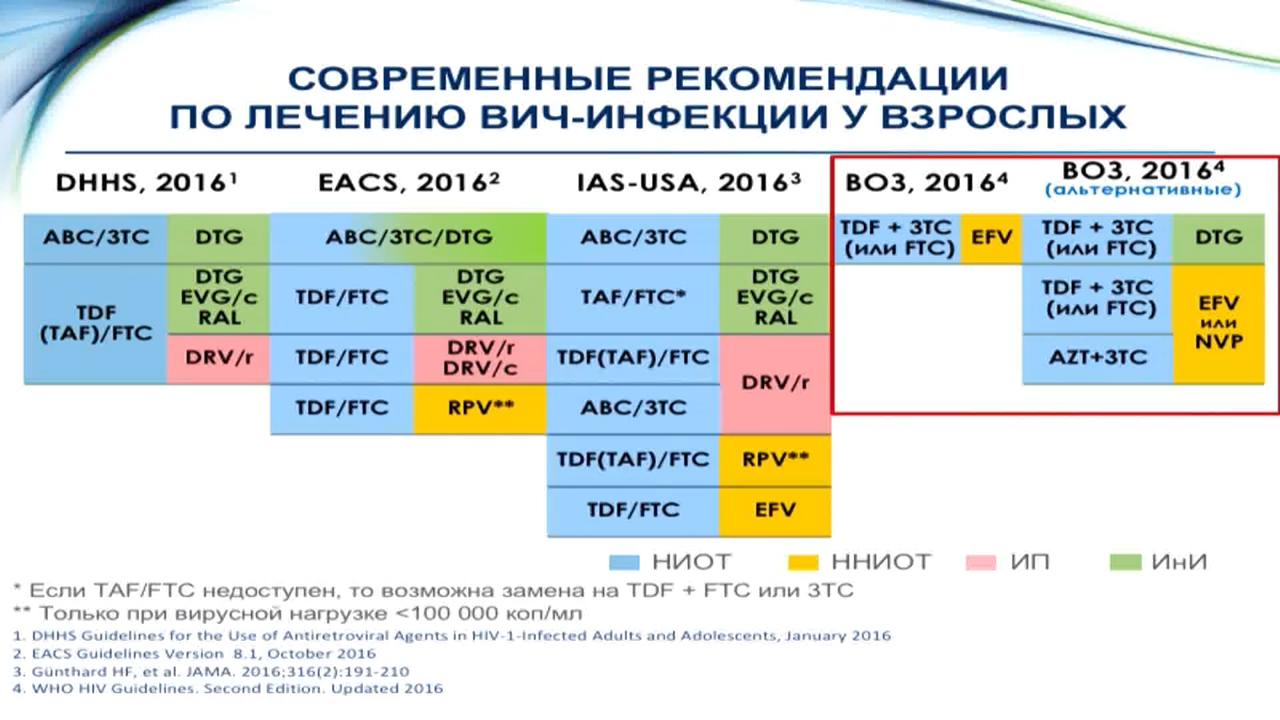 СОВРЕМЕННЫЕ РЕКОМЕНДАЦИИ
ПО ЛЕЧЕНИЮ ВИЧ-ИНФЕКЦИИ У ВЗРОСЛЫХ
DHHS, 2016¹
ABC/3TC
DTG
TDF
(TAF)/FTC
DTG
EVG/c
RAL
DRV/r
EACS, 2016²
ABC/3TC/DTG
TDF/FTC
DTG
EVG/c
RAL
TDF/FTC
DRV/r
DRV/c
TDF/FTC
RPV**
IAS-USA, 2016³
ABC/3TC
DTG
TAF/FTC*
DTG
EVG/c
RAL
TDF(TAF)/FTC
DRV/r
ABC/3TC
TDF(TAF)/FTC
RPV**
TDF/FTC
EFV
ВОЗ, 2016⁴
TDF + 3TC
(или FTC)
EFV
ВОЗ, 2016⁴
(альтернативные)
TDF + 3TC
(или FTC)
DTG
TDF + 3TC
(или FTC)
EFV
или
NVP
AZT+3TC
НИОТ
ННИОТ
ИП
ИнИ
* Если TAF/FTC недоступен, то возможна замена на TDF + FTC или 3TC
** Только при вирусной нагрузке <100 000 коп/мл
1. DHHS Guidelines for the Use of Antiretroviral Agents in HIV-1-Infected Adults and Adolescents, January 2016
2. EACS Guidelines Version 8.1, October 2016
3. Günthard HF, et al. JAMA. 2016;316(2):191-210
4. WHO HIV Guidelines. Second Edition. Updated 2016